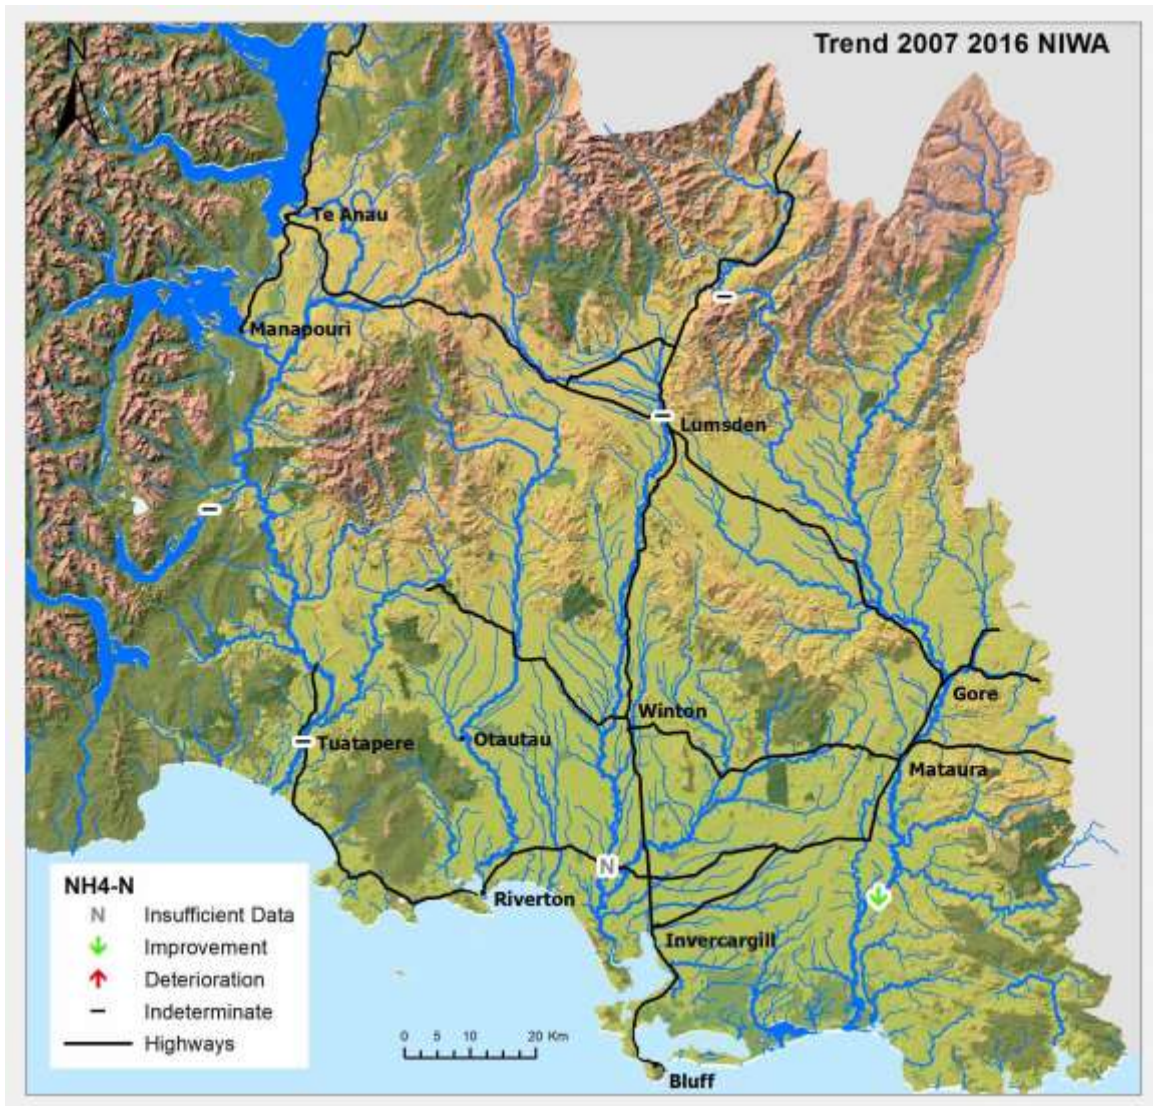 Trend 2007 2016 NIWA
N
Te Anau
Manapouri
Lumsden
Gore
Winton
Otautau
Tuatapere
Mataura
N
Riverton
Invercargill
Bluff
NH4-N
N Insufficient Data
Improvement
Deterioration
Indeterminate
Highways
0 5 10 20 Km